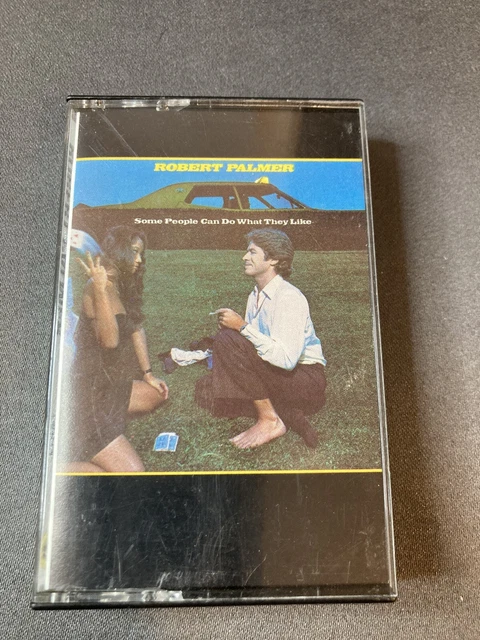 ROBERT PALMER
Some People Can Do What They Like